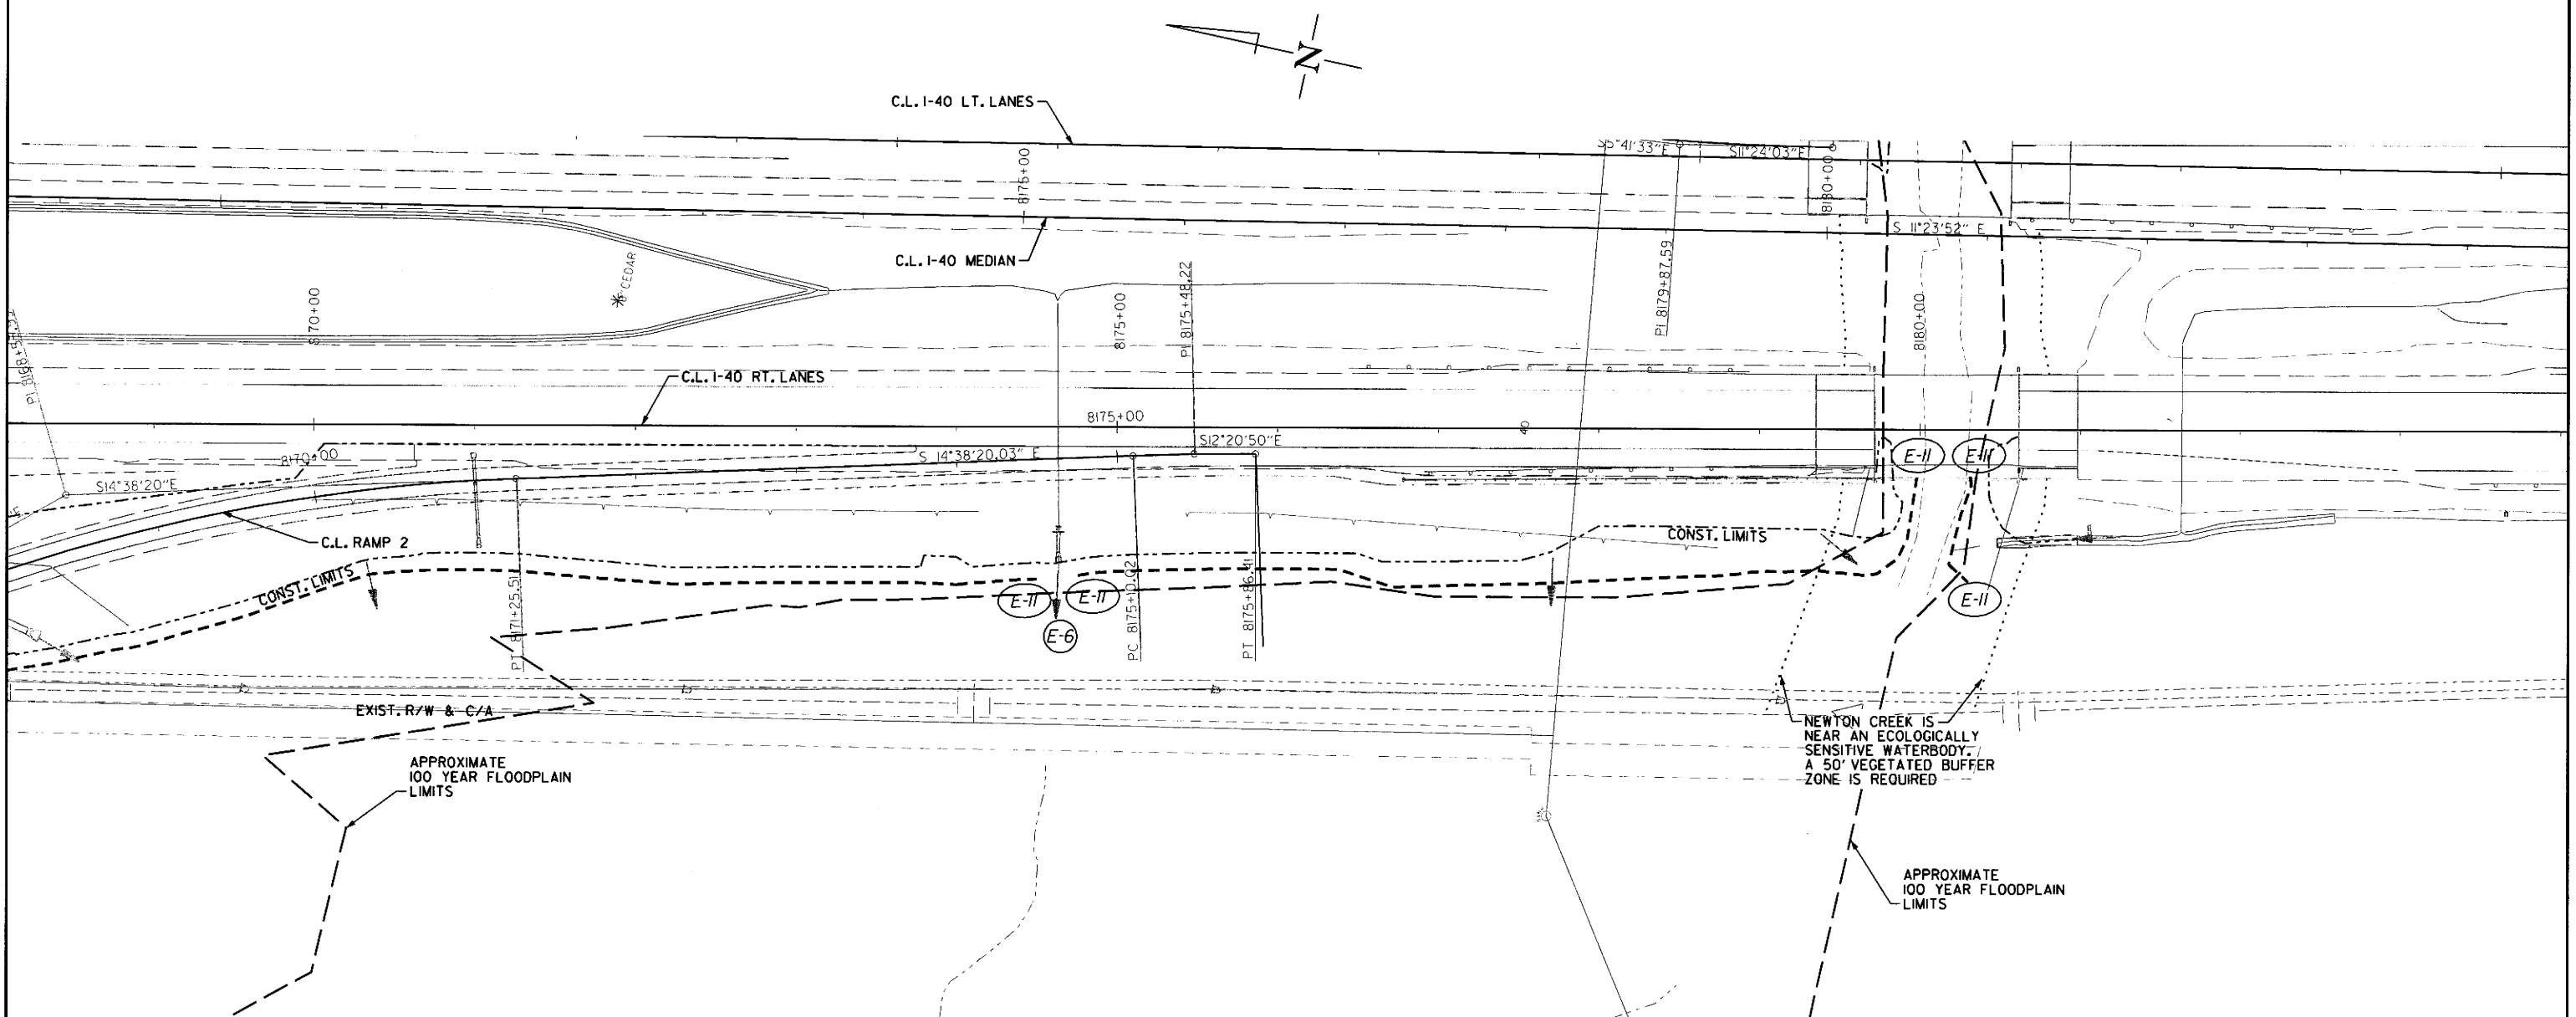 N
C.L. I-40 LT. LANES
S5°41'33"E
S11°24'03"E
8175+00
8180+00
S 11°23'52" E
C.L. I-40 MEDIAN
CEDAR
PI 8179+87.59
PI 8175+48.22
8170+00
8175+00
8180+00
C.L. I-40 RT. LANES
8175+00
40
S12°20'50"E
S 14°38'20.03" E
8170+00
S14°38'20"E
E-11
E-11
C.L. RAMP 2
CONST. LIMITS
CONST. LIMITS
E-11
E-11
E-11
E-6
PT 8171+25.51
PC 8175+10.02
PT 8175+86.41
EXIST. R/W & C/A
NEWTON CREEK IS
NEAR AN ECOLOGICALLY
SENSITIVE WATERBODY.
A 50' VEGETATED BUFFER
ZONE IS REQUIRED
APPROXIMATE
100 YEAR FLOODPLAIN
LIMITS
APPROXIMATE
100 YEAR FLOODPLAIN
LIMITS